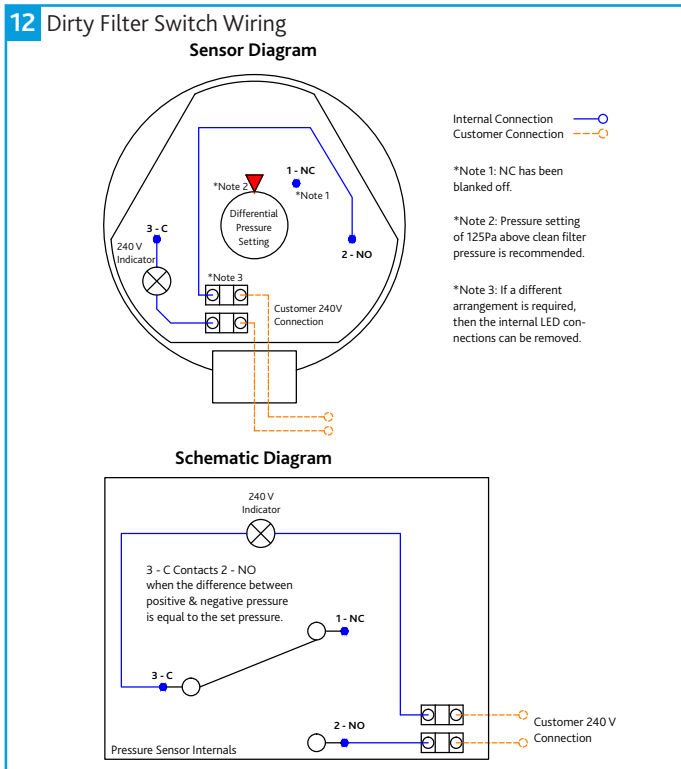 12 Dirty Filter Switch Wiring
Sensor Diagram
Internal Connection
Customer Connection
*Note 1: NC has been
blanked off.
*Note 2: Pressure setting
of 125Pa above clean filter
pressure is recommended.
*Note 3: If a different
arrangement is required,
then the internal LED con-
nections can be removed.
1 - NC
*Note 2
*Note 1
Differential
Pressure
Setting
3 - C
2 - NO
240 V
Indicator
*Note 3
Customer 240V
Connection
Schematic Diagram
240 V
Indicator
3 - C Contacts 2 - NO
when the difference between
positive & negative pressure
is equal to the set pressure.
1 - NC
3 - C
2 - NO
Customer 240 V
Connection
Pressure Sensor Internals